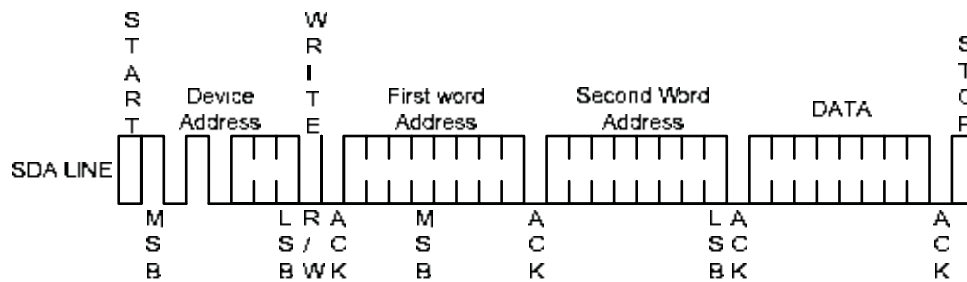 START
WRITE
STOP
Device Address
First word Address
Second Word Address
DATA
SDA LINE
MSB
LSB
R/W
ACK
MSB
ACK
LSB
ACK
ACK